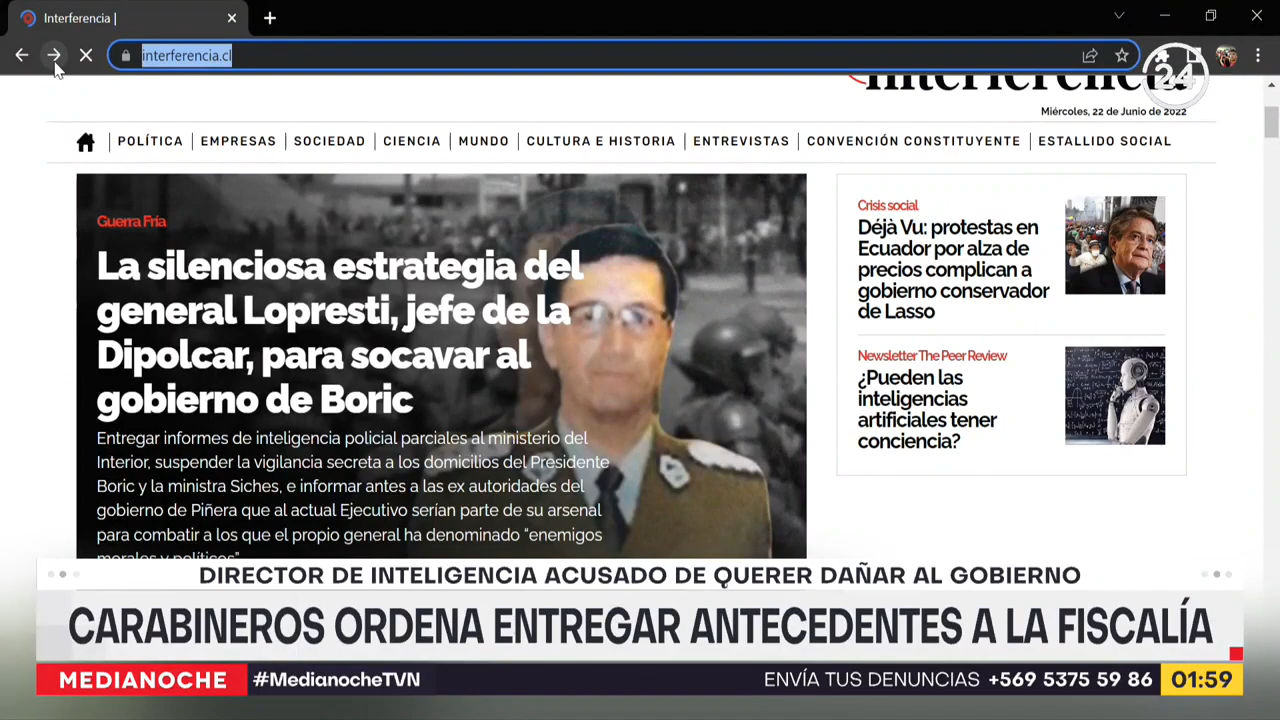 Interferencia |
interferencia.cl
24
Interferencia
Miércoles, 22 de Junio de 2022
POLÍTICA
EMPRESAS
SOCIEDAD
CIENCIA
MUNDO
CULTURA E HISTORIA
ENTREVISTAS
CONVENCIÓN CONSTITUYENTE
ESTALLIDO SOCIAL
Guerra Fría
La silenciosa estrategia del
general Lopresti, jefe de la
Dipolcar, para socavar al
gobierno de Boric
Entregar informes de inteligencia policial parciales al ministerio del
Interior, suspender la vigilancia secreta a los domicilios del Presidente
Boric y la ministra Siches, e informar antes a las ex autoridades del
gobierno de Piñera que al actual Ejecutivo serían parte de su arsenal
para combatir a los que el propio general ha denominado “enemigos
morales y políticos”
Crisis social
Déjà Vu: protestas en
Ecuador por alza de
precios complican a
gobierno conservador
de Lasso
Newsletter The Peer Review
¿Pueden las
inteligencias
artificiales tener
conciencia?
DIRECTOR DE INTELIGENCIA ACUSADO DE QUERER DAÑAR AL GOBIERNO
CARABINEROS ORDENA ENTREGAR ANTECEDENTES A LA FISCALÍA
MEDIANOCHE
#MedianocheTVN
ENVÍA TUS DENUNCIAS +569 5375 59 86
01:59